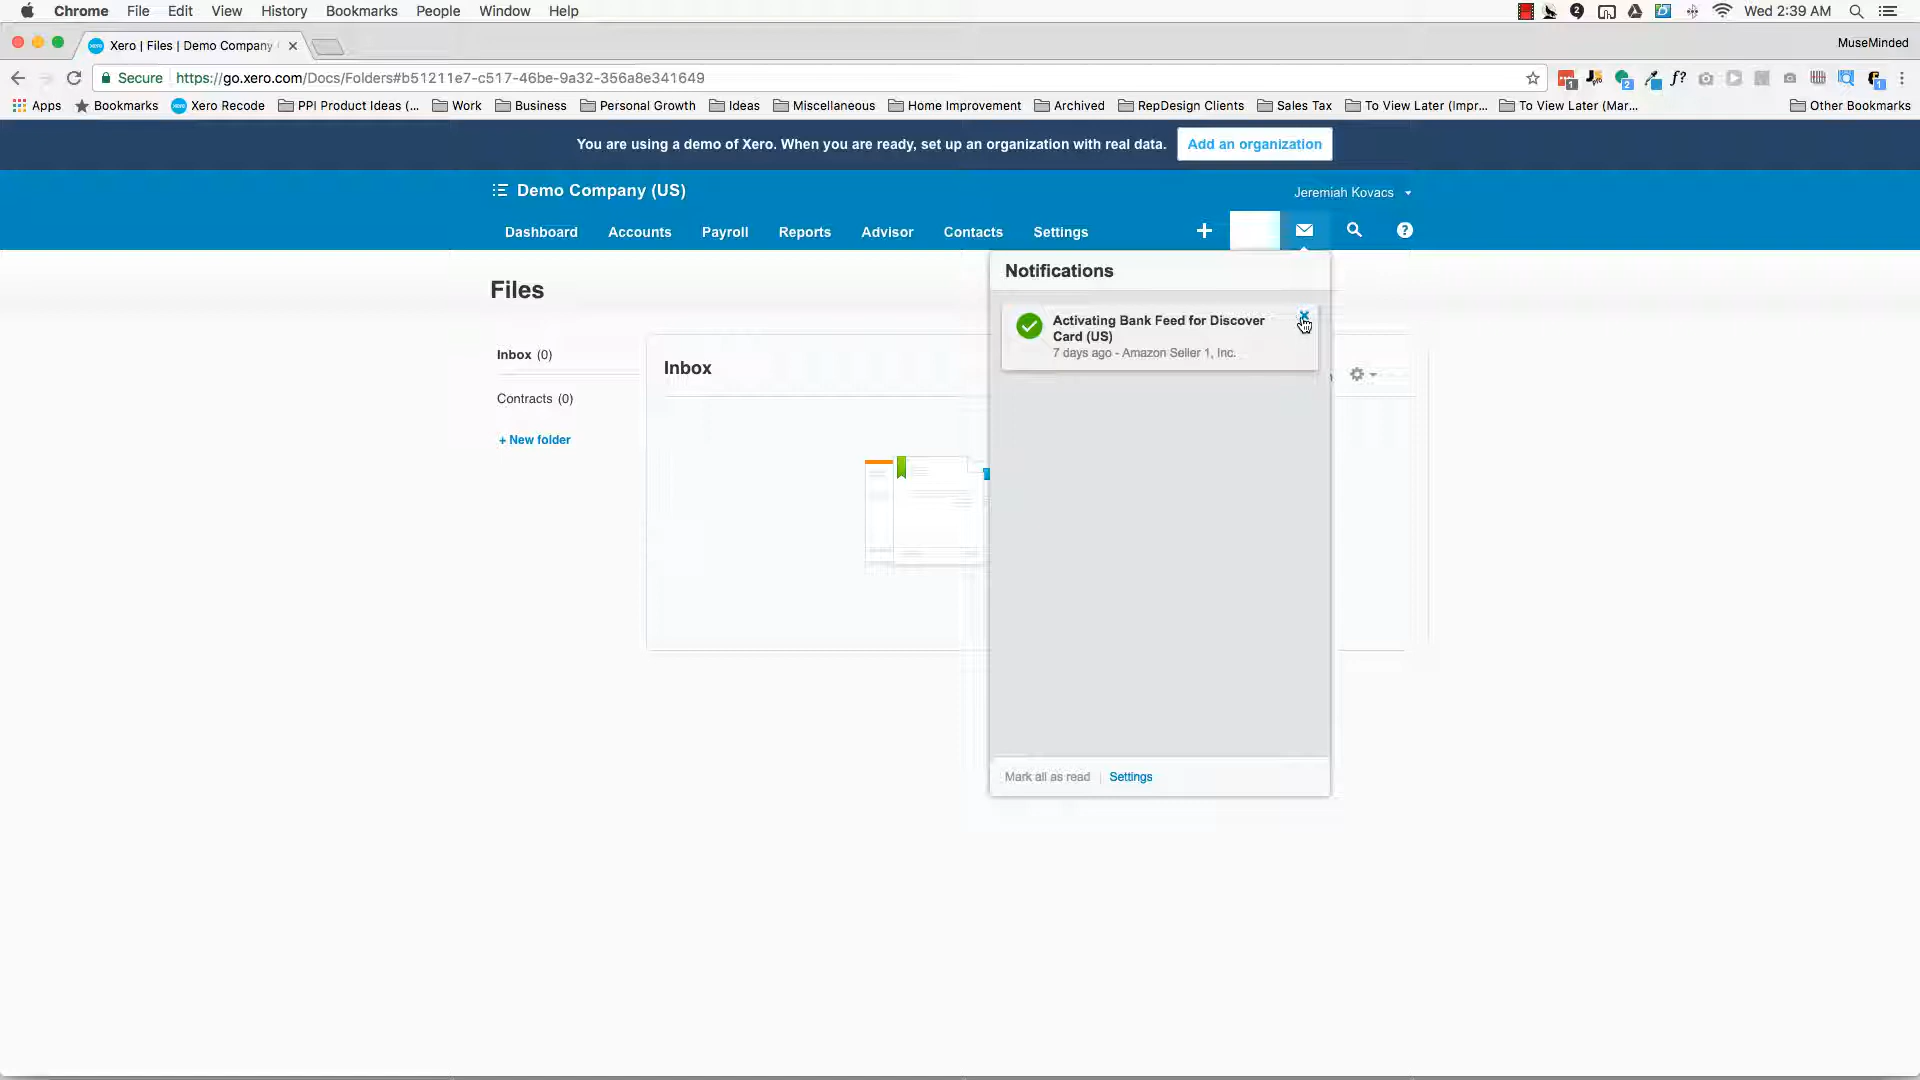 Chrome File Edit View History Bookmarks People Window Help
2
Wed 2:39 AM
Xero | Files | Demo Company
MuseMinded
Secure https://go.xero.com/Docs/Folders#b51211e7-c517-46be-9a32-356a8e341649
1 2 f? 1
Apps Bookmarks Xero Recode PPI Product Ideas (... Work Business Personal Growth Ideas Miscellaneous Home Improvement Archived RepDesign Clients Sales Tax To View Later (Impr... To View Later (Mar... Other Bookmarks
You are using a demo of Xero. When you are ready, set up an organization with real data. Add an organization
Demo Company (US)
Jeremiah Kovacs
Dashboard Accounts Payroll Reports Advisor Contacts Settings
+ ?
Files
Notifications
Activating Bank Feed for Discover
Card (US)
7 days ago - Amazon Seller 1, Inc.
Inbox (0)
Inbox
Contracts (0)
+ New folder
Mark all as read | Settings